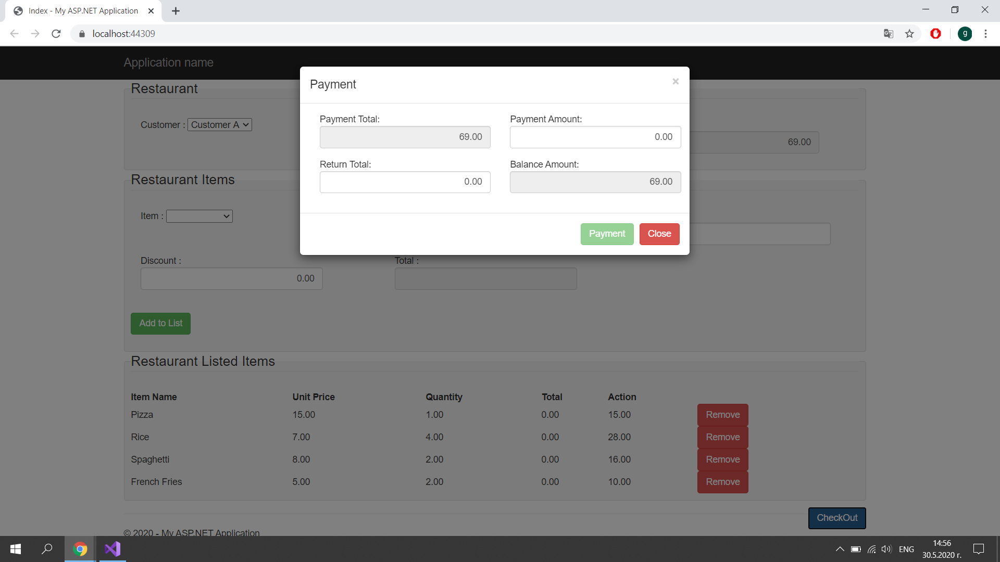 Index - My ASP.NET Application
localhost:44309
g
Application name
Payment
×
Restaurant
Payment Total:
Payment Amount:
Customer : Customer A
69.00
0.00
69.00
Return Total:
Balance Amount:
Restaurant Items
0.00
69.00
Item :
Payment
Close
Discount :
Total :
0.00
Add to List
Restaurant Listed Items
Item Name Unit Price Quantity Total Action
Pizza 15.00 1.00 0.00 15.00 Remove
Rice 7.00 4.00 0.00 28.00 Remove
Spaghetti 8.00 2.00 0.00 16.00 Remove
French Fries 5.00 2.00 0.00 10.00 Remove
CheckOut
© 2020 - My ASP.NET Application
ENG
14:56
30.5.2020 г.